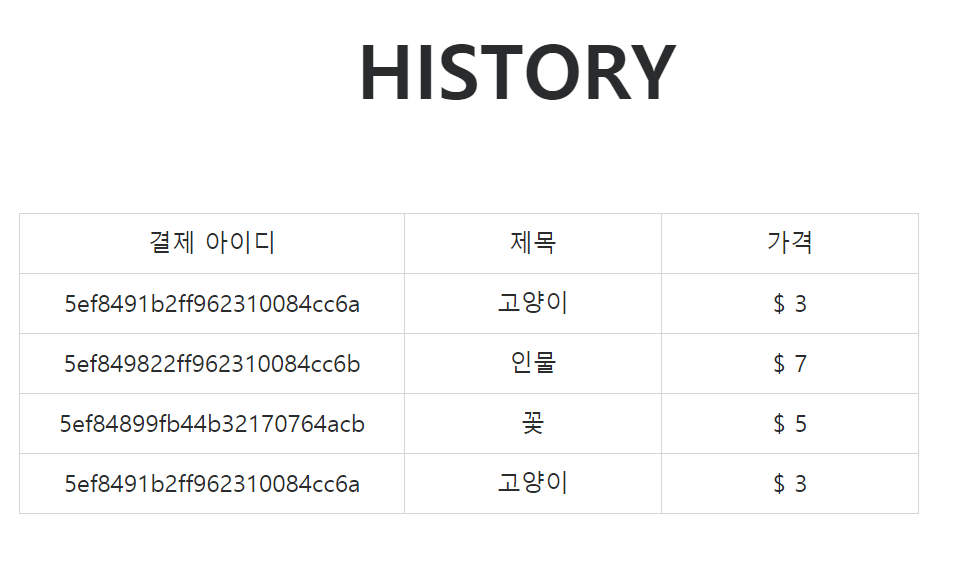 HISTORY
결제 아이디 제목 가격
5ef8491b2ff962310084cc6a 고양이 $ 3
5ef849822ff962310084cc6b 인물 $ 7
5ef84899fb44b32170764acb 꽃 $ 5
5ef8491b2ff962310084cc6a 고양이 $ 3